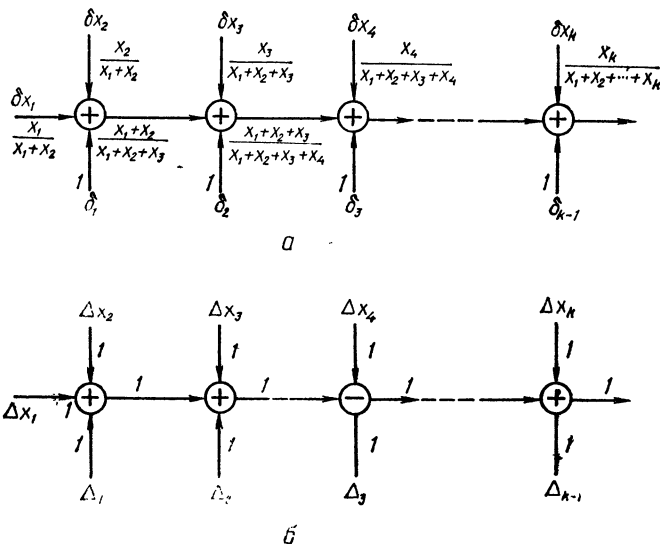 δx₂ δx₃ δx₄ δxₖ
x₂/(x₁+x₂) x₃/(x₁+x₂+x₃) x₄/(x₁+x₂+x₃+x₄) xₖ/(x₁+x₂+⋯+xₖ)
δx₁ + + + +
x₁/(x₁+x₂) (x₁+x₂)/(x₁+x₂+x₃) (x₁+x₂+x₃)/(x₁+x₂+x₃+x₄)
1 1 1 1
δ₁ δ₂ δ₃ δₖ₋₁
а
Δx₂ Δx₃ Δx₄ Δxₖ
1 1 1 1
1 1 1 1
+ + − +
Δx₁ 1
1 1 1 1
Δ₁ Δ₂ Δ₃ Δₖ₋₁
б